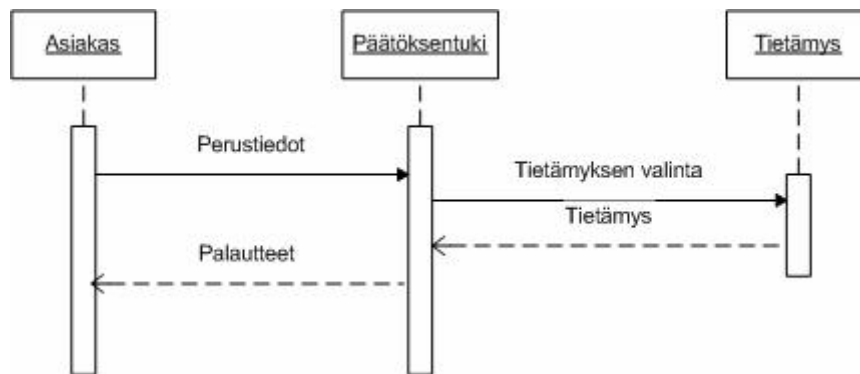 Asiakas
Päätöksentuki
Tietämys
Perustiedot
Tietämyksen valinta
Tietämys
Palautteet